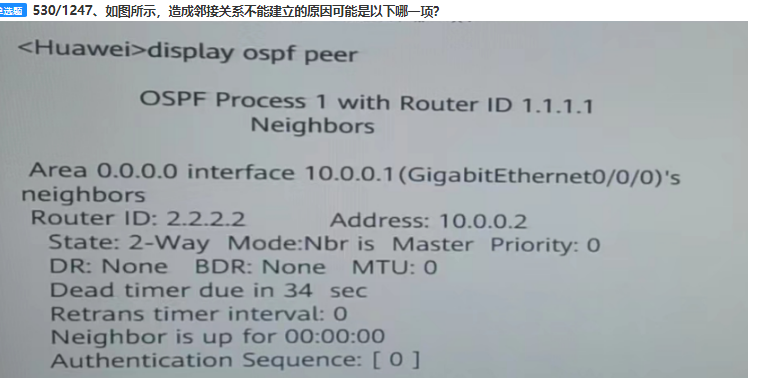 单选题 530/1247、如图所示，造成邻接关系不能建立的原因可能是以下哪一项?
<Huawei>display ospf peer
OSPF Process 1 with Router ID 1.1.1.1
Neighbors
Area 0.0.0.0 interface 10.0.0.1(GigabitEthernet0/0/0)'s
neighbors
Router ID: 2.2.2.2 Address: 10.0.0.2
State: 2-Way Mode:Nbr is Master Priority: 0
DR: None BDR: None MTU: 0
Dead timer due in 34 sec
Retrans timer interval: 0
Neighbor is up for 00:00:00
Authentication Sequence: [ 0 ]